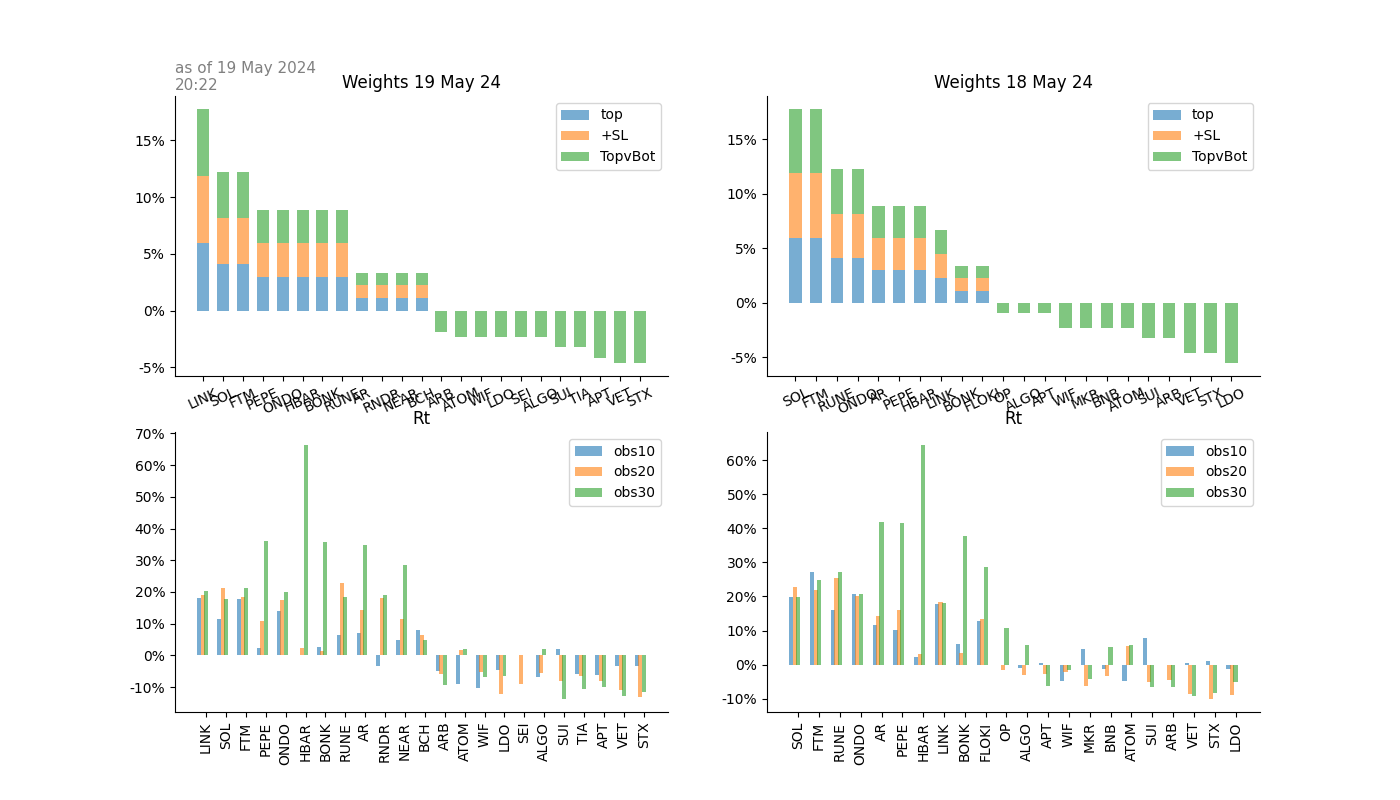 as of 19 May 2024
20:22
Weights 19 May 24
top
+SL
TopvBot
15%
10%
5%
0%
-5%
LINK SOL FTM PEPE ONDO HBAR BONK RUNE AR RNDR NEAR BCH ARB ATOM WIF LDO SEI ALGO SUI TIA APT VET STX
Weights 18 May 24
top
+SL
TopvBot
15%
10%
5%
0%
-5%
SOL FTM RUNE ONDO AR PEPE HBAR LINK BONK FLOKI OP ALGO APT WIF MKR BNB ATOM SUI ARB VET STX LDO
Rt
obs10
obs20
obs30
70%
60%
50%
40%
30%
20%
10%
0%
-10%
LINK SOL FTM PEPE ONDO HBAR BONK RUNE AR RNDR NEAR BCH ARB ATOM WIF LDO SEI ALGO SUI TIA APT VET STX
Rt
obs10
obs20
obs30
60%
50%
40%
30%
20%
10%
0%
-10%
SOL FTM RUNE ONDO AR PEPE HBAR LINK BONK FLOKI OP ALGO APT WIF MKR BNB ATOM SUI ARB VET STX LDO